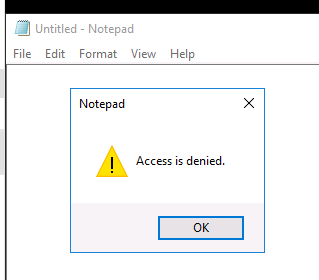 Untitled - Notepad
File Edit Format View Help
Notepad
Access is denied.
OK